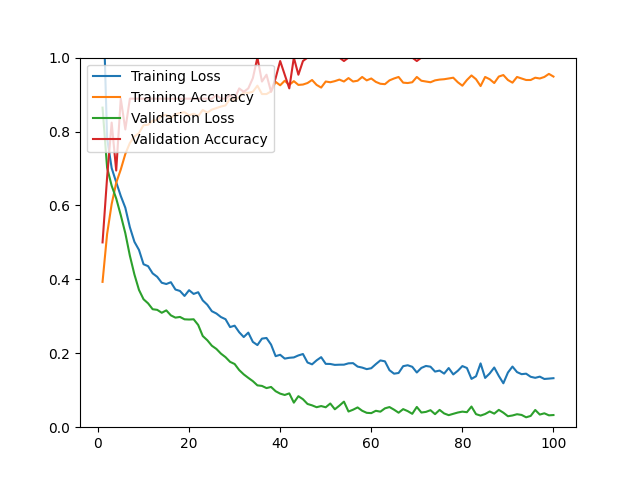 1.0
0.8
0.6
0.4
0.2
0.0
Training Loss
Training Accuracy
Validation Loss
Validation Accuracy
0 20 40 60 80 100